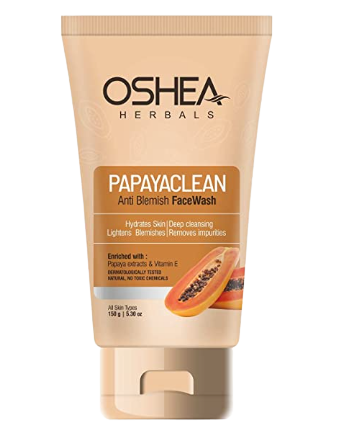 OSHEA
HERBALS
PAPAYACLEAN
Anti Blemish FaceWash
Hydrates Skin|Deep cleansing
Lightens Blemishes|Removes impurities
Enriched with :
Papaya extracts & Vitamin E
DERMATOLOGICALLY TESTED
NATURAL, NO TOXIC CHEMICALS
All Skin Types
150 g | 5.30 oz